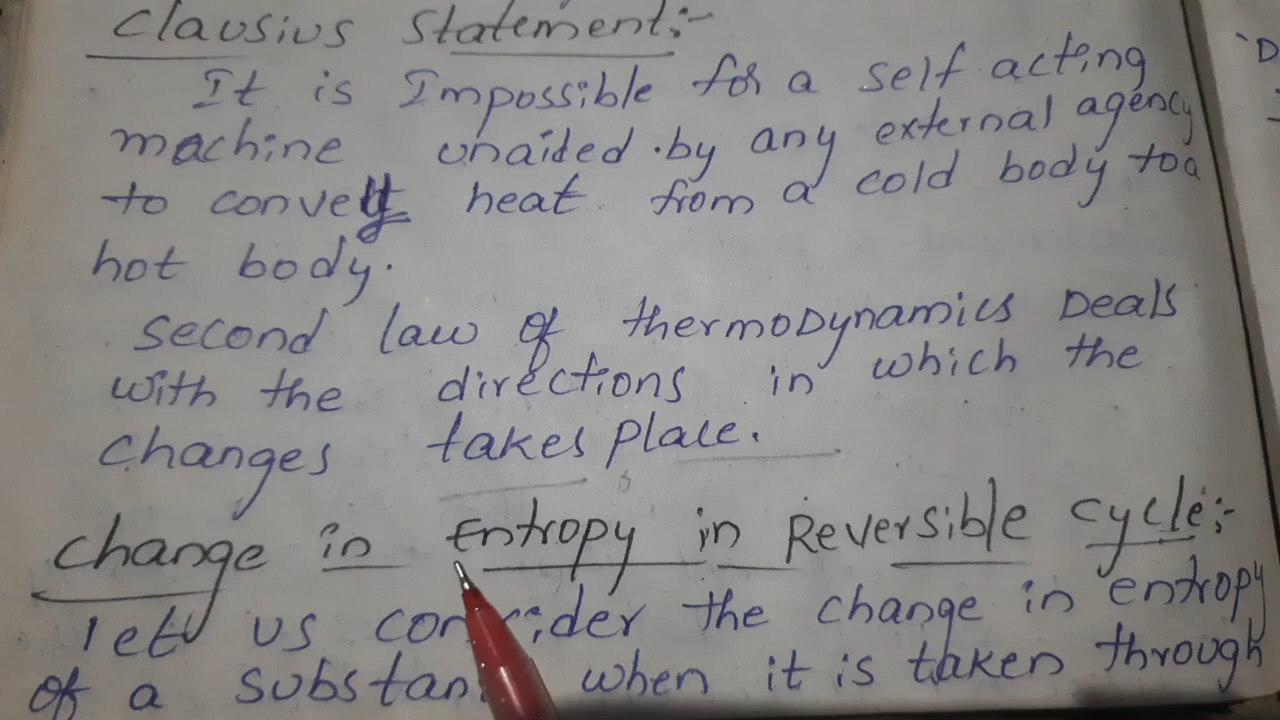 Clausius Statement:-
It is Impossible for a self acting
machine unaided by any external agency
to convey heat from a cold body to a
hot body.
Second law of thermoDynamics Deals
with the directions in which the
changes takes place.
Change in Entropy in Reversible Cycle:-
let us consider the change in entropy
of a substan when it is taken through